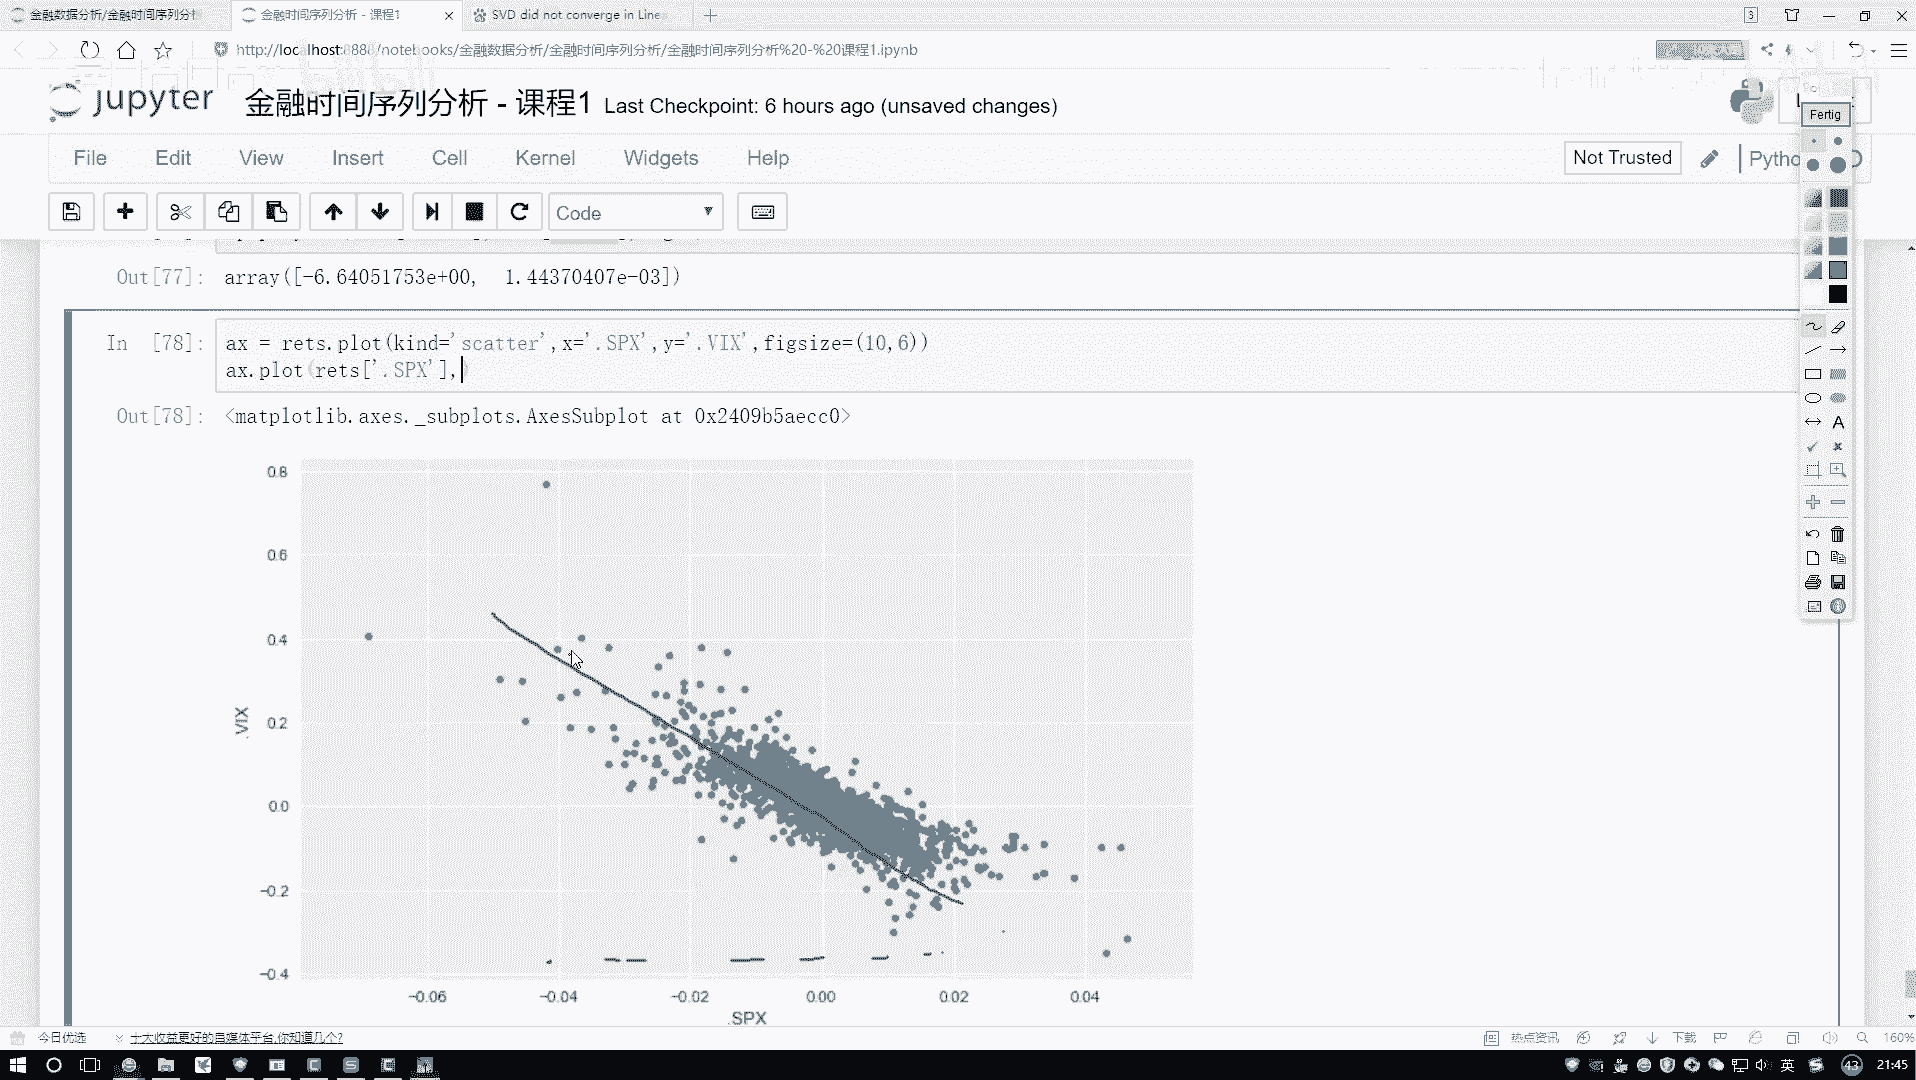 金融数据分析/金融时间序列分析
金融时间序列分析 - 课程1
SVD did not converge in Line
3
http://localhost:8888/notebooks/金融数据分析/金融时间序列分析/金融时间序列分析%20-%20课程1.ipynb
jupyter 金融时间序列分析 - 课程1 Last Checkpoint: 6 hours ago (unsaved changes)
Fertig
File Edit View Insert Cell Kernel Widgets Help
Not Trusted
Pytho
Code
Out[77]: array([-6.64051753e+00, 1.44370407e-03])
In [78]: ax = rets.plot(kind='scatter',x='.SPX',y='.VIX',figsize=(10,6))
ax.plot(rets['.SPX'],)
Out[78]: <matplotlib.axes._subplots.AxesSubplot at 0x2409b5aecc0>
0.8
0.6
0.4
0.2
0.0
-0.2
-0.4
.VIX
-0.06 -0.04 -0.02 0.00 0.02 0.04
.SPX
今日优选
十大收益更好的自媒体平台,你知道几个?
热点资讯
下载
160%
英
43
21:45